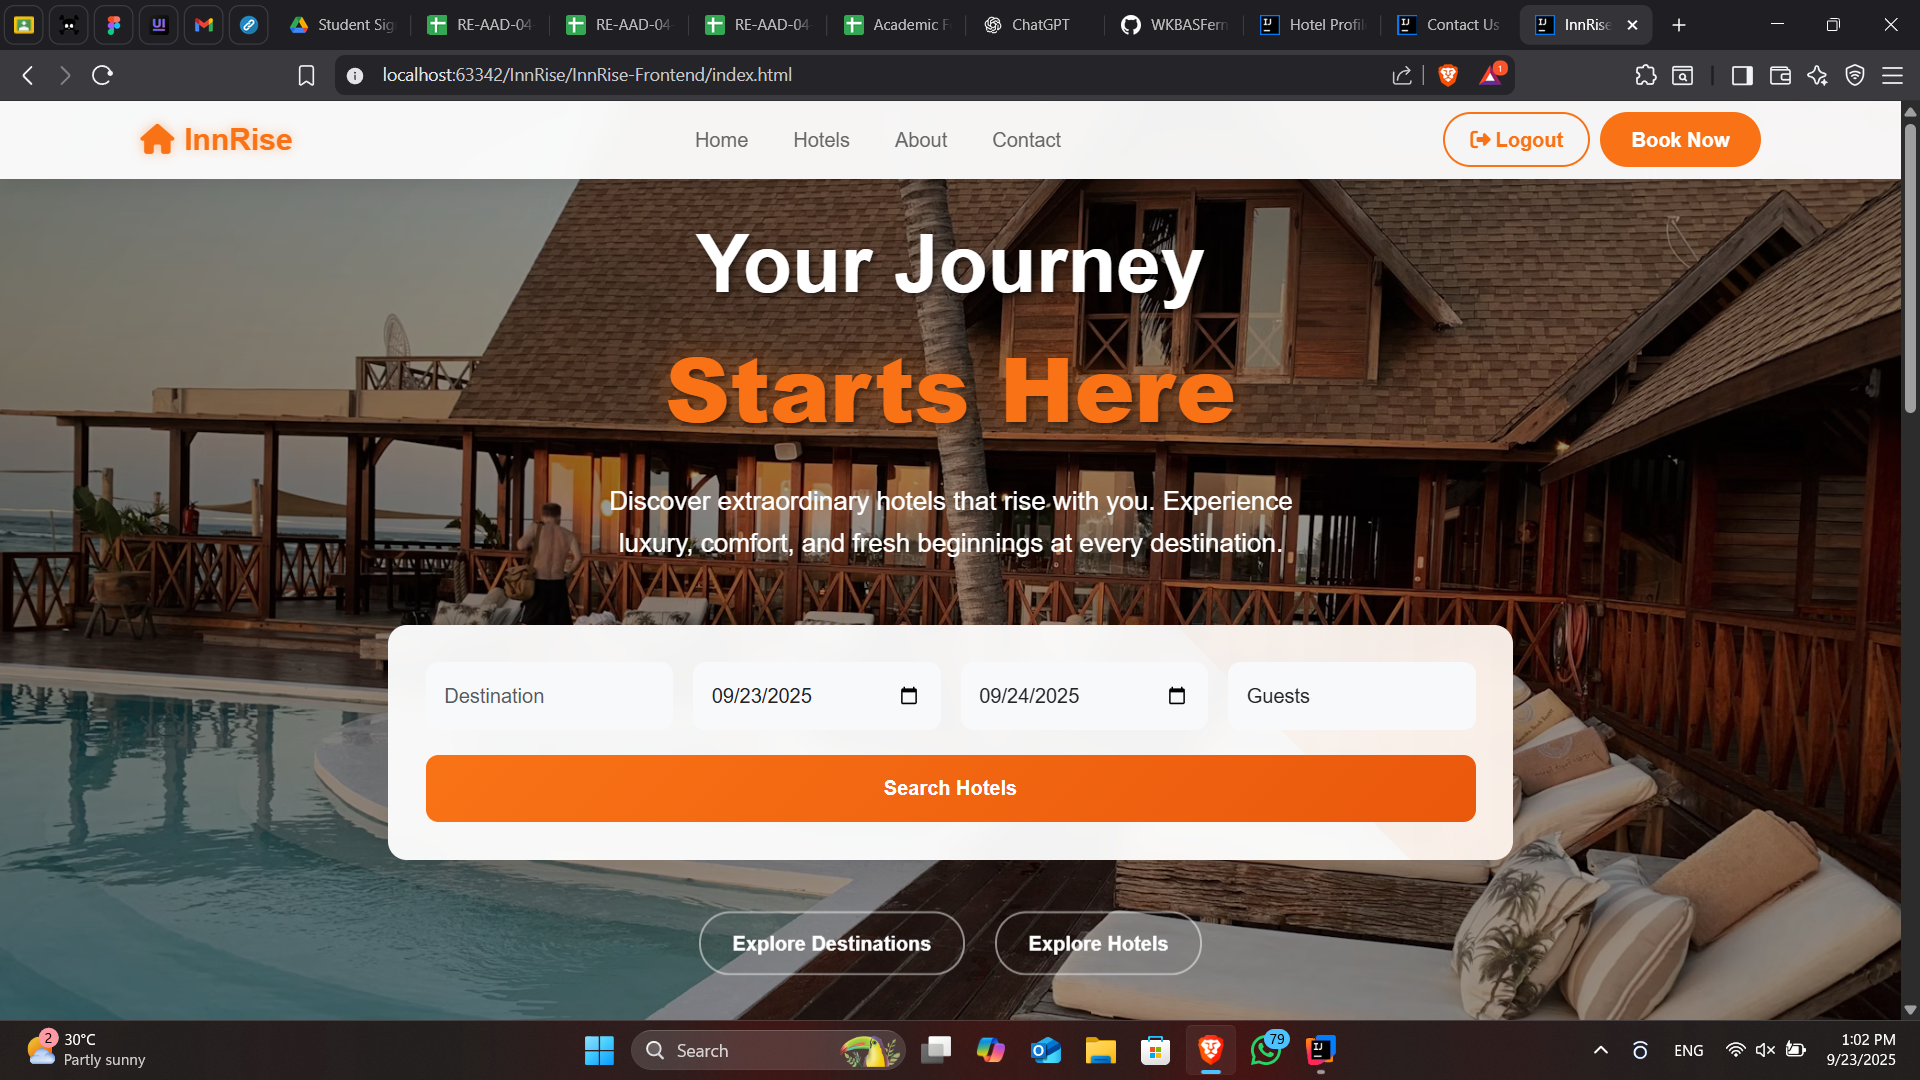 Student Sig
RE-AAD-04
RE-AAD-04
RE-AAD-04
Academic F
ChatGPT
WKBASFern
Hotel Profil
Contact Us
InnRise
localhost:63342/InnRise/InnRise-Frontend/index.html
1
InnRise
Home
Hotels
About
Contact
Logout
Book Now
Your Journey
Starts Here
Discover extraordinary hotels that rise with you. Experience
luxury, comfort, and fresh beginnings at every destination.
Destination
09/23/2025
09/24/2025
Guests
Search Hotels
Explore Destinations
Explore Hotels
2
30°C
Partly sunny
Search
79
ENG
1:02 PM
9/23/2025